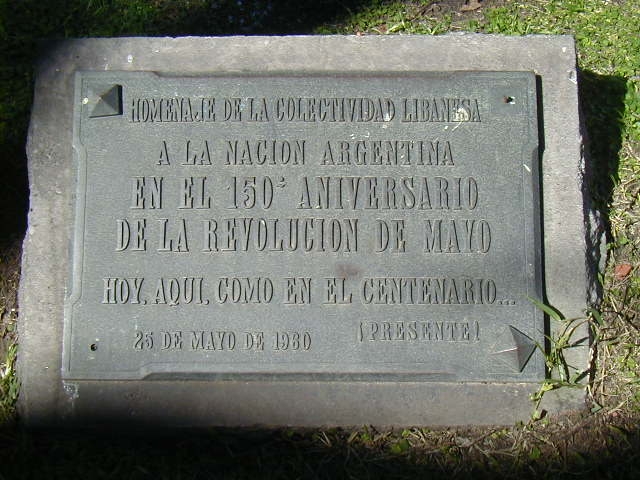 HOMENAJE DE LA COLECTIVIDAD LIBANESA
A LA NACION ARGENTINA
EN EL 150º ANIVERSARIO
DE LA REVOLUCION DE MAYO
HOY, AQUI, COMO EN EL CENTENARIO...
25 DE MAYO DE 1960 ¡PRESENTE!